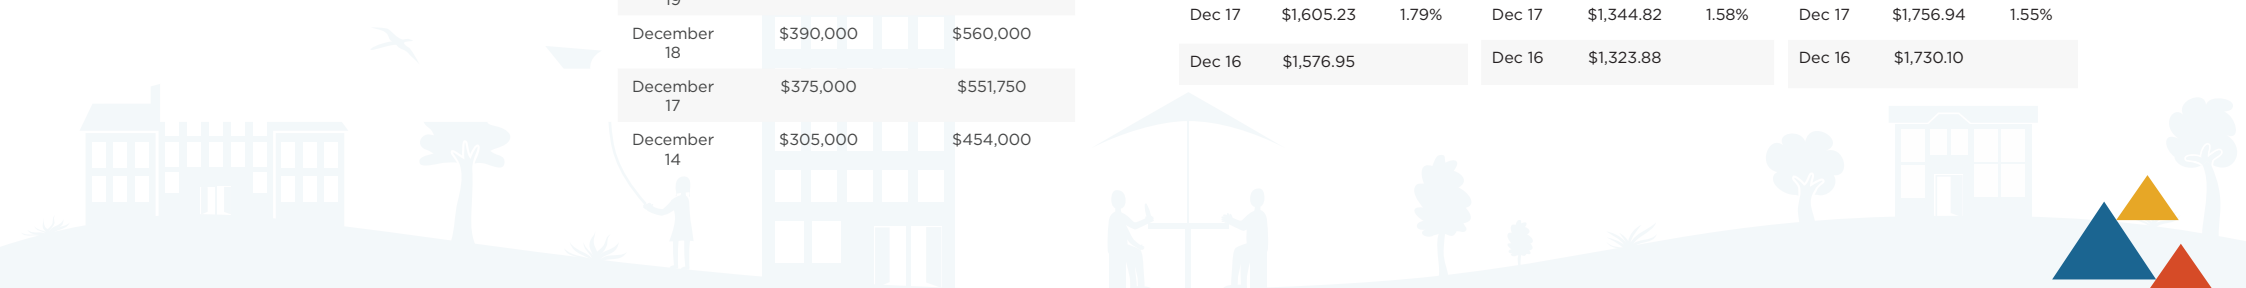 19
December $390,000 $560,000
18
December $375,000 $551,750
17
December $305,000 $454,000
14
Dec 17 $1,605.23 1.79%
Dec 16 $1,576.95
Dec 17 $1,344.82 1.58%
Dec 16 $1,323.88
Dec 17 $1,756.94 1.55%
Dec 16 $1,730.10